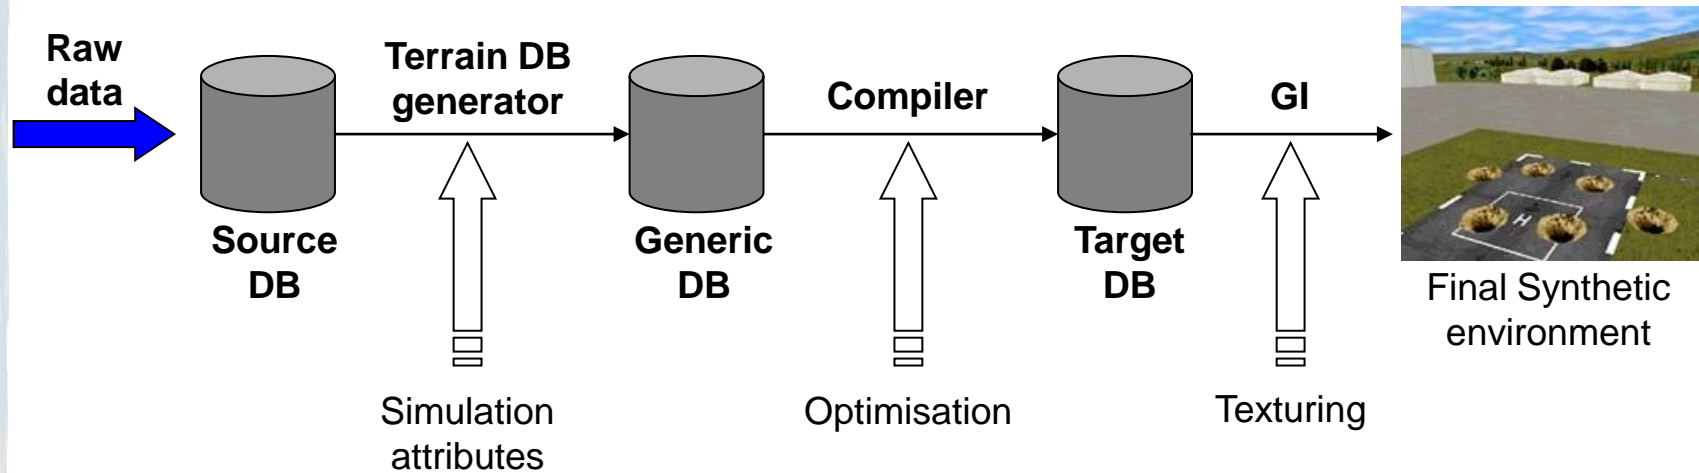 Raw
data
Terrain DB
generator
Compiler
GI
Source
DB
Generic
DB
Target
DB
H
Final Synthetic
environment
Simulation
attributes
Optimisation
Texturing